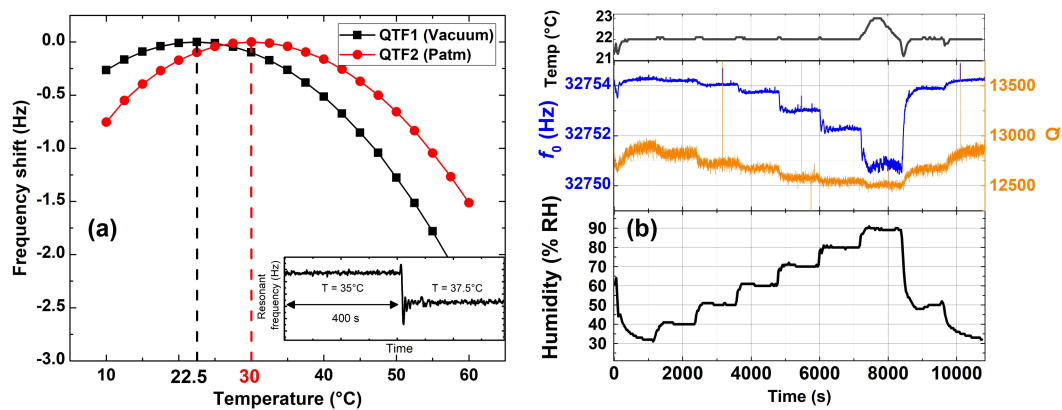 QTF1 (Vacuum)
QTF2 (Patm)
0.0
-0.5
-1.0
-1.5
-2.0
-2.5
-3.0
Frequency shift (Hz)
(a)
Resonant
frequency (Hz)
T = 35°C
T = 37.5°C
400 s
Time
10
22.5
30
40
50
60
Temperature (°C)
Temp (°C)
23
22
21
f0 (Hz)
32754
32752
32750
13500
13000
12500
Q
Humidity (% RH)
90
80
70
60
50
40
30
(b)
0
2000
4000
6000
8000
10000
Time (s)